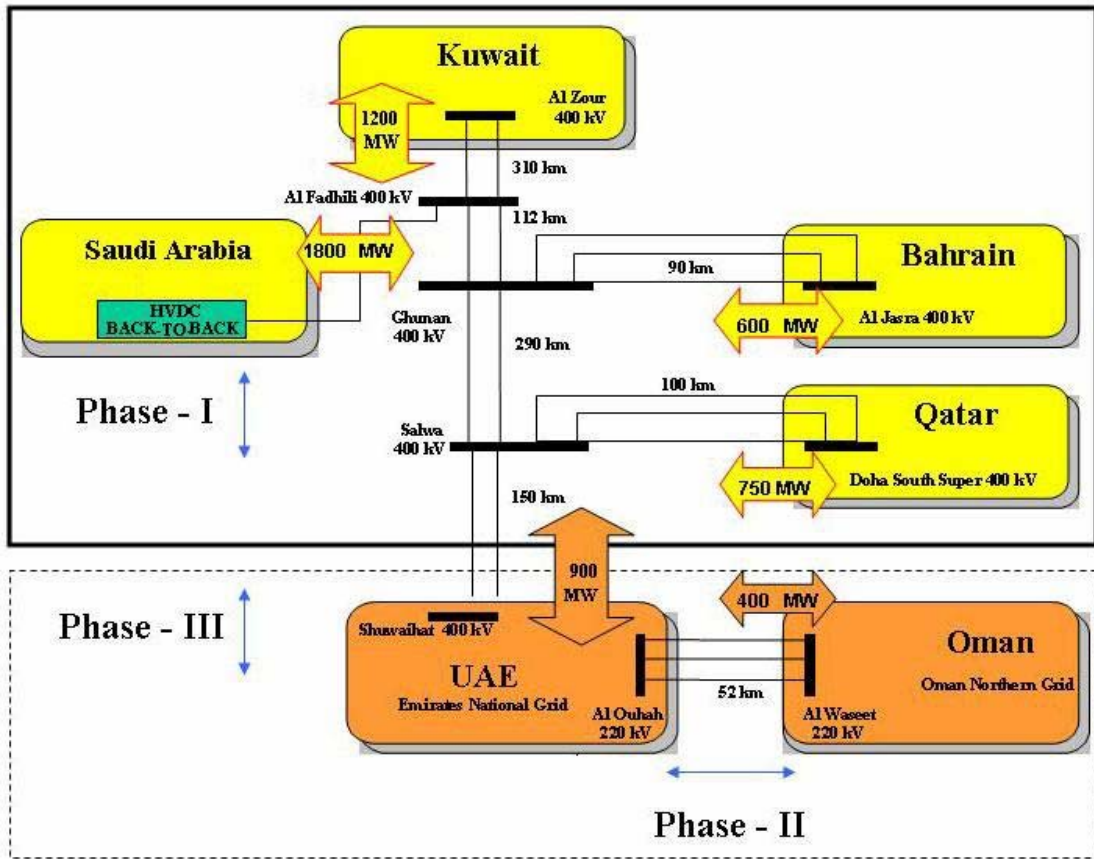 Kuwait
Al Zour
400 kV
1200
MW
310 km
Al Fadhili 400 kV
112 km
Saudi Arabia
1800 MW
HVDC
BACK-TO-BACK
Bahrain
90 km
Ghunan
400 kV
600 MW
Al Jasra 400 kV
290 km
Phase - I
100 km
Qatar
Salwa
400 kV
750 MW
Doha South Super 400 kV
150 km
900
MW
400 MW
Phase - III
Shuwaihat 400 kV
UAE
Emirates National Grid
Oman
Oman Northern Grid
52 km
Al Ouhah
220 kV
Al Waseet
220 kV
Phase - II